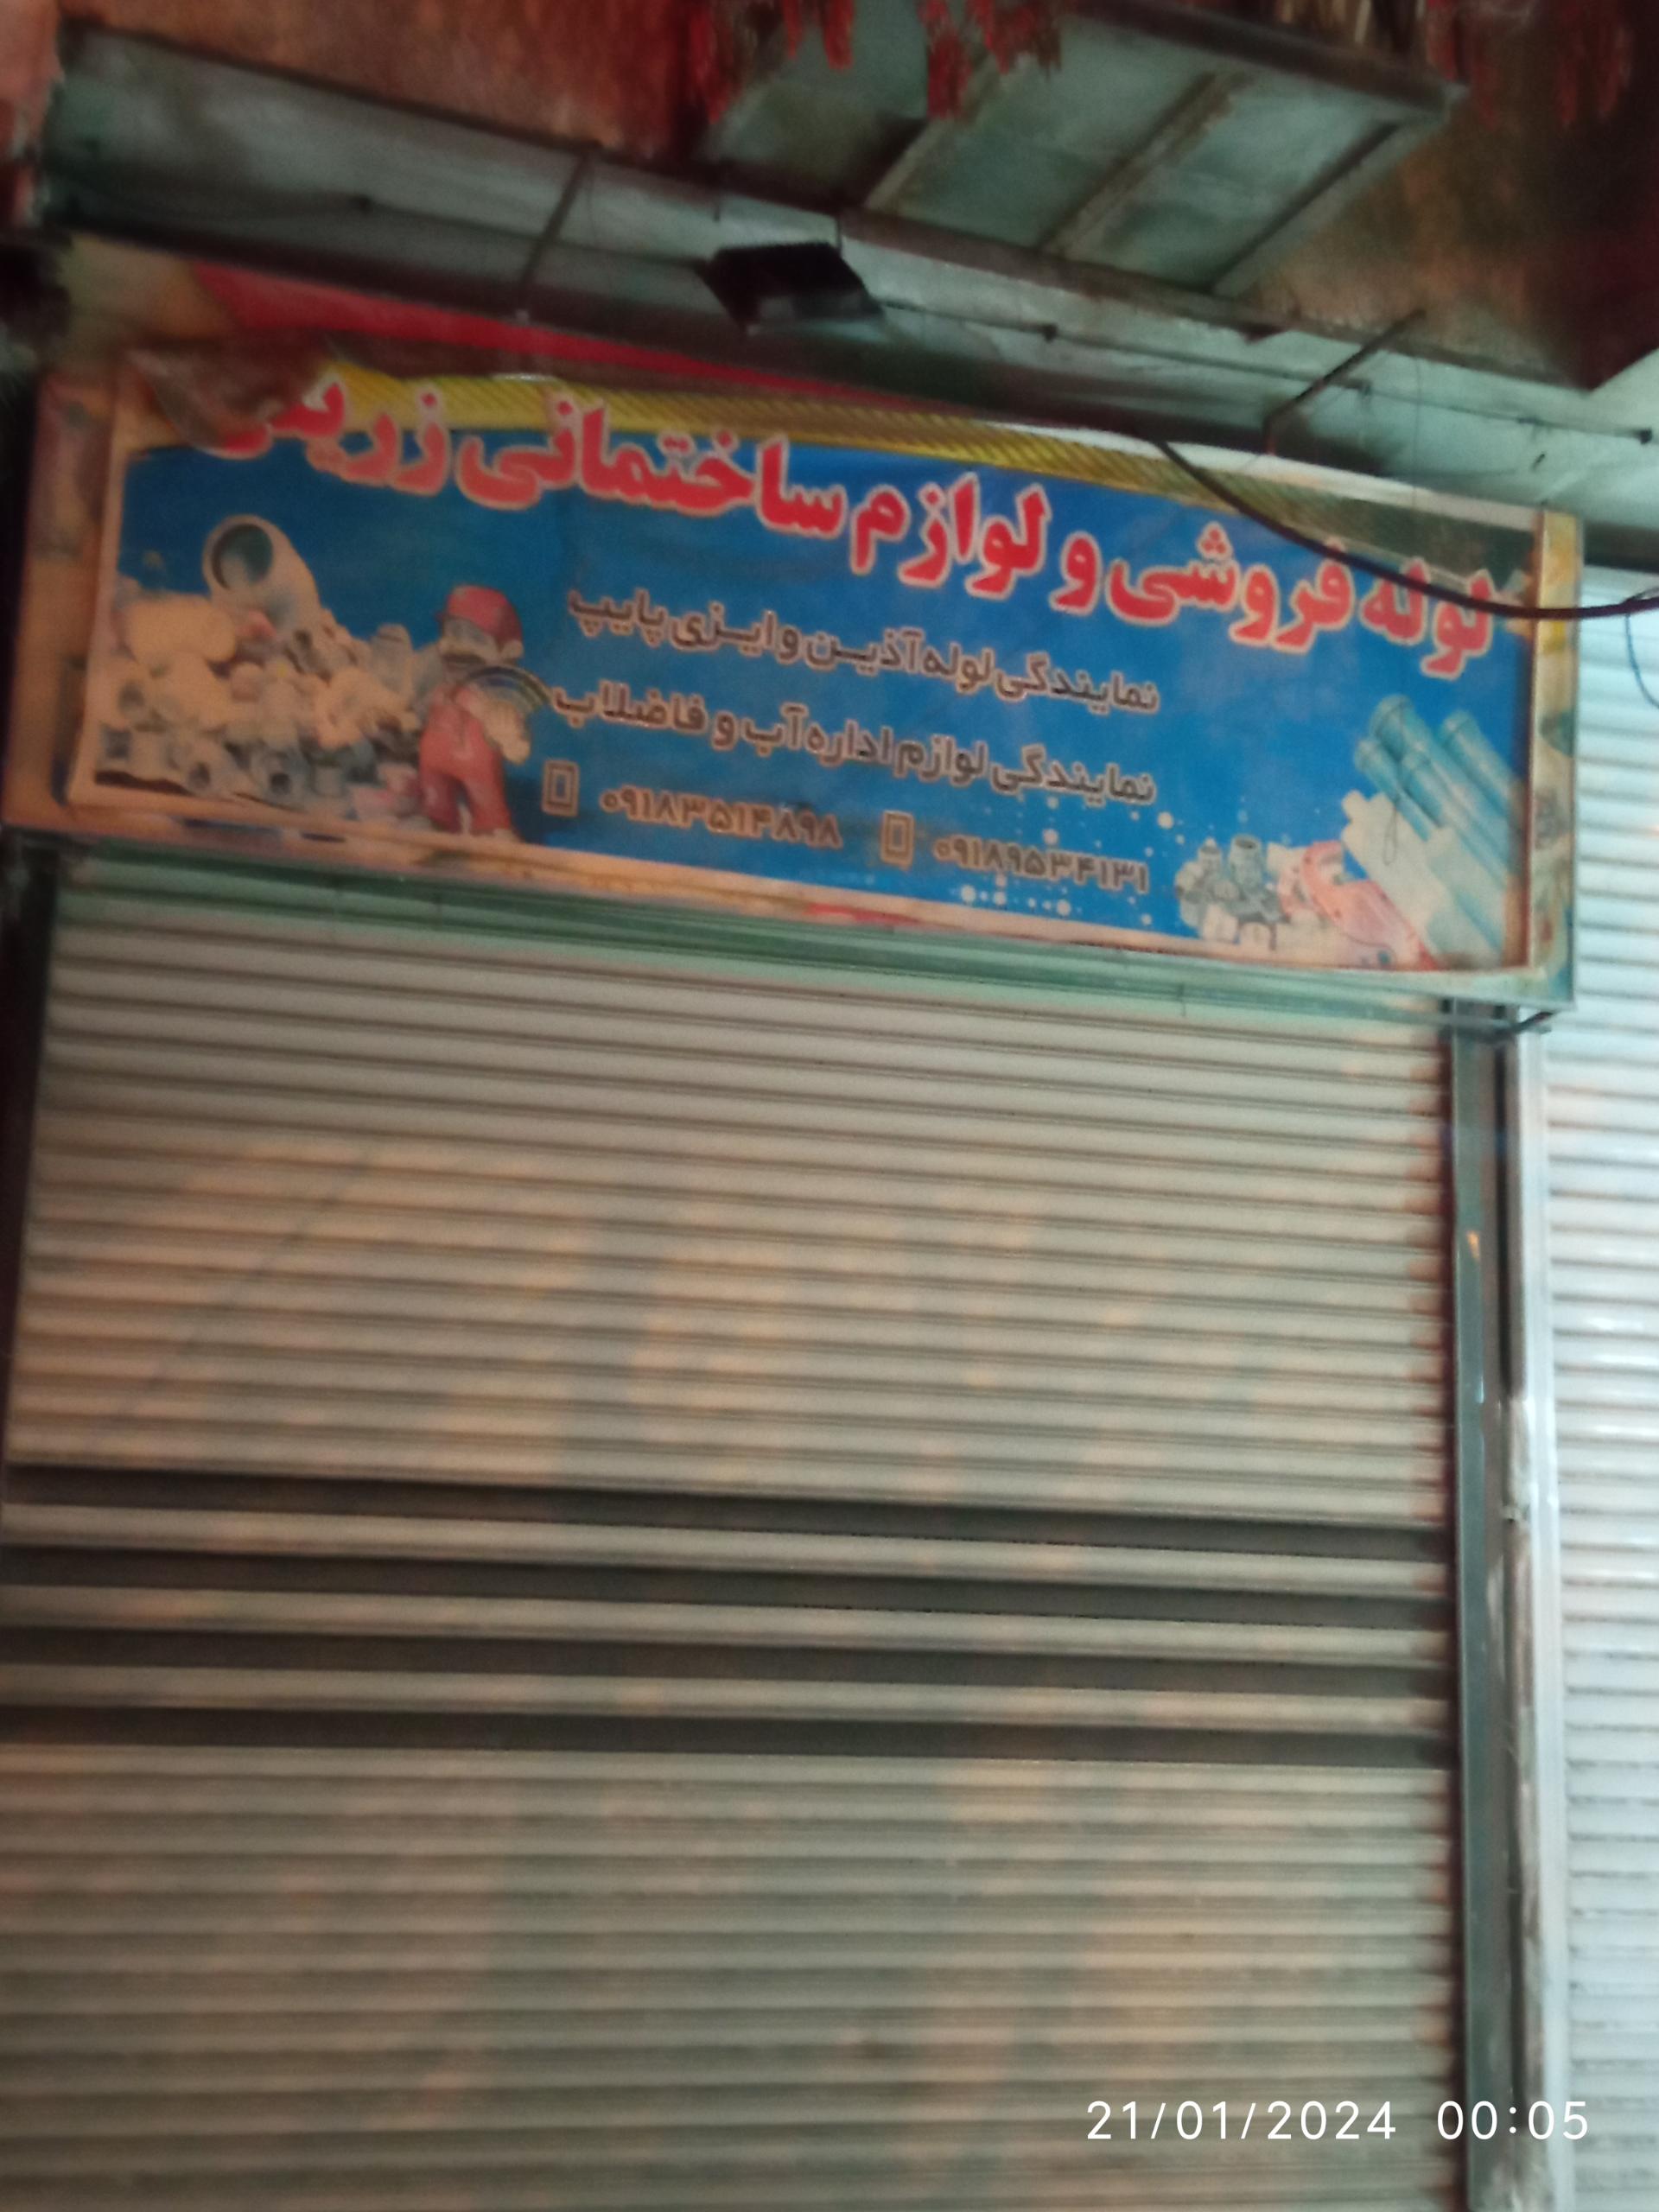 لوله فروشی و لوازم ساختمانی
نمایندگی لوله آذین و ایزی پایپ
نمایندگی لوازم اداره آب و فاضلاب
۰۹۱۸۳۵۱۴۸۹۸ ۰۹۱۸۹۵۳۴۱۳۱
21/01/2024 00:05